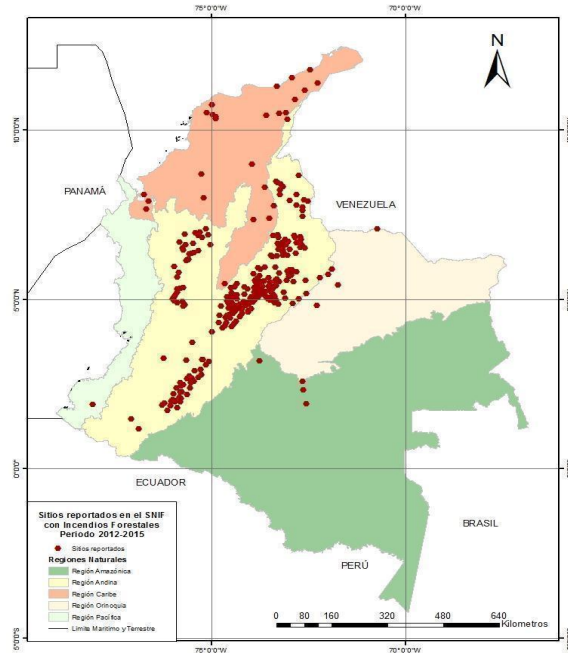 75°0'0"W
70°0'0"W
N
10°0'0"N
PANAMÁ
VENEZUELA
5°0'0"N
0°0'0"
ECUADOR
BRASIL
PERÚ
Sitios reportados en el SNIF
con Incendios Forestales
Periodo 2012-2015
Sitios reportados
Regiones Naturales
Región Amazónica
Región Andina
Región Caribe
Región Orinoquia
Región Pacífica
Limite Maritimo y Terrestre
0 80 160 320 480 640
Kilometros
5°0'0"S
75°0'0"W
70°0'0"W